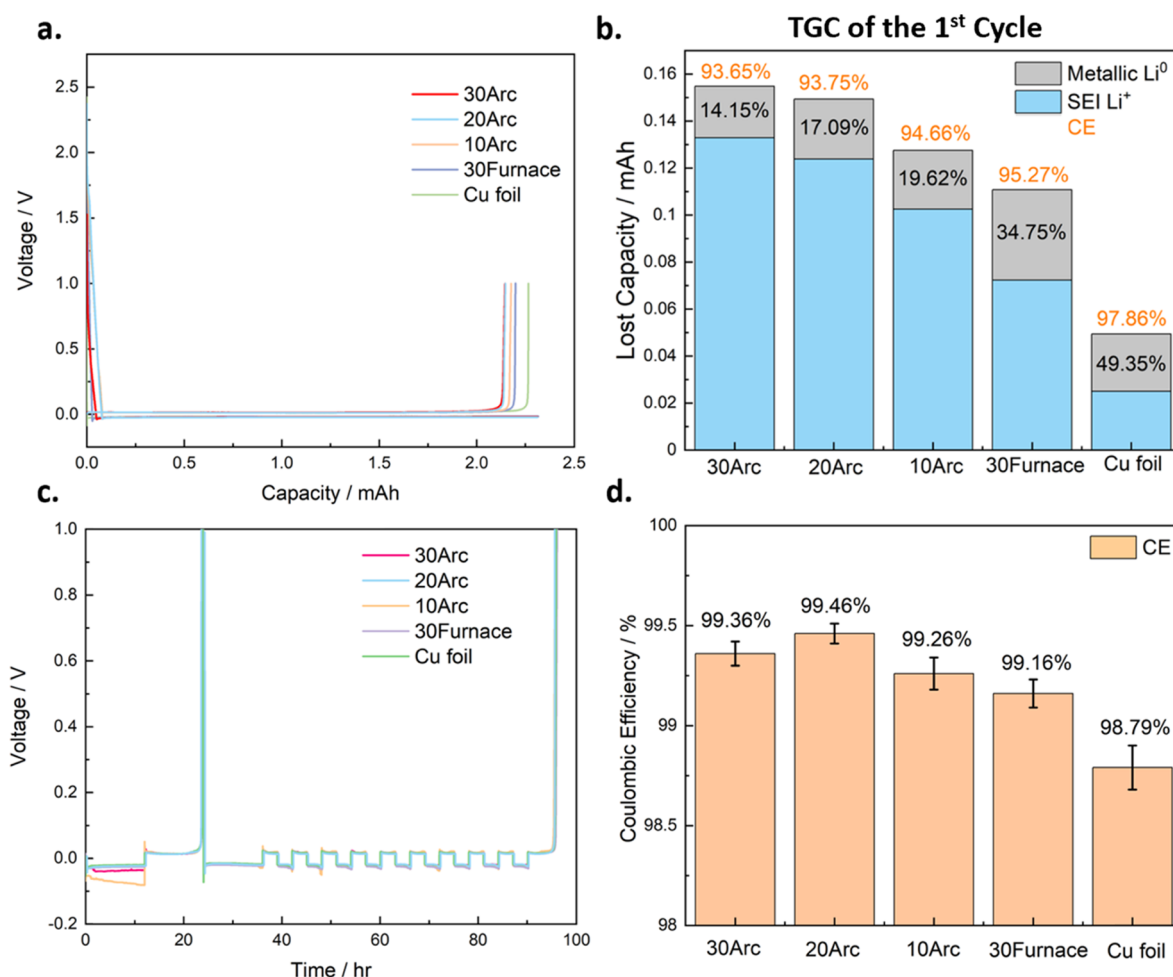 a.
2.5
2.0
1.5
1.0
0.5
0.0
Voltage / V
30Arc
20Arc
10Arc
30Furnace
Cu foil
0.0 0.5 1.0 1.5 2.0 2.5
Capacity / mAh
b.
TGC of the 1st Cycle
0.16
0.14
0.12
0.1
0.08
0.06
0.04
0.02
0
Lost Capacity / mAh
Metallic Li⁰
SEI Li⁺
CE
93.65%
93.75%
94.66%
95.27%
97.86%
14.15%
17.09%
19.62%
34.75%
49.35%
30Arc 20Arc 10Arc 30Furnace Cu foil
c.
1.0
0.8
0.6
0.4
0.2
0.0
-0.2
Voltage / V
30Arc
20Arc
10Arc
30Furnace
Cu foil
0 20 40 60 80 100
Time / hr
d.
100
99.5
99
98.5
98
Coulombic Efficiency / %
CE
99.36%
99.46%
99.26%
99.16%
98.79%
30Arc 20Arc 10Arc 30Furnace Cu foil